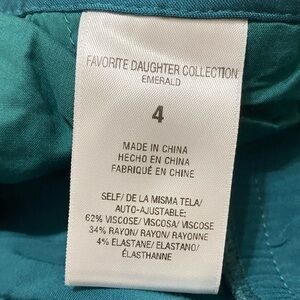 FAVORITE DAUGHTER COLLECTION
EMERALD
4
MADE IN CHINA
HECHO EN CHINA
FABRIQUÉ EN CHINE
SELF/ DE LA MISMA TELA/
AUTO-AJUSTABLE:
62% VISCOSE/ VISCOSA/ VISCOSE
34% RAYON/ RAYON/ RAYONNE
4% ELASTANE/ ELASTANO/
ÉLASTHANNE